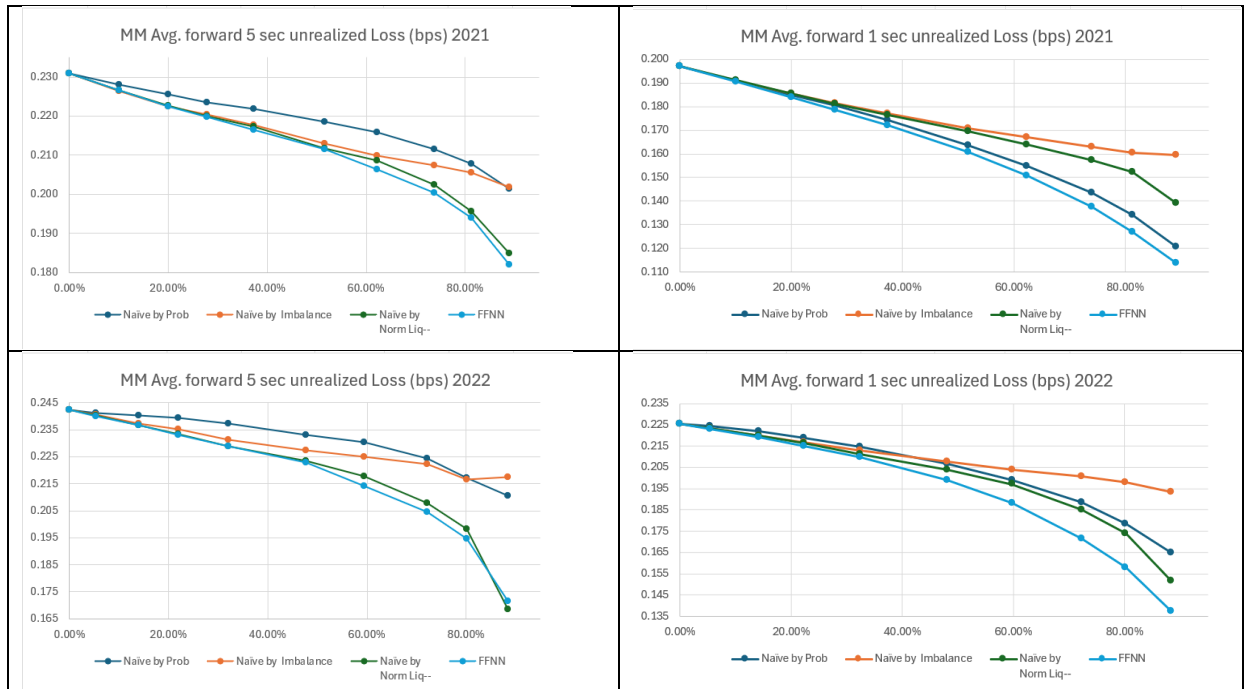 MM Avg. forward 5 sec unrealized Loss (bps) 2021
0.230
0.220
0.210
0.200
0.190
0.180
0.00%
20.00%
40.00%
60.00%
80.00%
Naïve by Prob
Naïve by Imbalance
Naïve by
Norm Liq--
FFNN
MM Avg. forward 1 sec unrealized Loss (bps) 2021
0.200
0.190
0.180
0.170
0.160
0.150
0.140
0.130
0.120
0.110
0.00%
20.00%
40.00%
60.00%
80.00%
Naïve by Prob
Naïve by Imbalance
Naïve by
Norm Liq--
FFNN
MM Avg. forward 5 sec unrealized Loss (bps) 2022
0.245
0.235
0.225
0.215
0.205
0.195
0.185
0.175
0.165
0.00%
20.00%
40.00%
60.00%
80.00%
Naïve by Prob
Naïve by Imbalance
Naïve by
Norm Liq--
FFNN
MM Avg. forward 1 sec unrealized Loss (bps) 2022
0.235
0.225
0.215
0.205
0.195
0.185
0.175
0.165
0.155
0.145
0.135
0.00%
20.00%
40.00%
60.00%
80.00%
Naïve by Prob
Naïve by Imbalance
Naïve by
Norm Liq--
FFNN